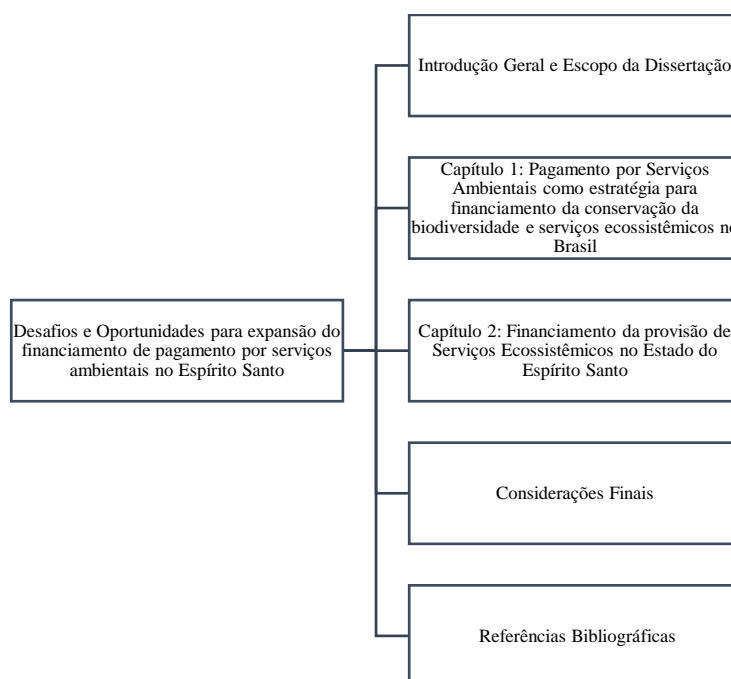 Introdução Geral e Escopo da Dissertação
Capítulo 1: Pagamento por Serviços
Ambientais como estratégia para
financiamento da conservação da
biodiversidade e serviços ecossistêmicos no
Brasil
Desafios e Oportunidades para expansão do
financiamento de pagamento por serviços
ambientais no Espírito Santo
Capítulo 2: Financiamento da provisão de
Serviços Ecossistêmicos no Estado do
Espírito Santo
Considerações Finais
Referências Bibliográficas